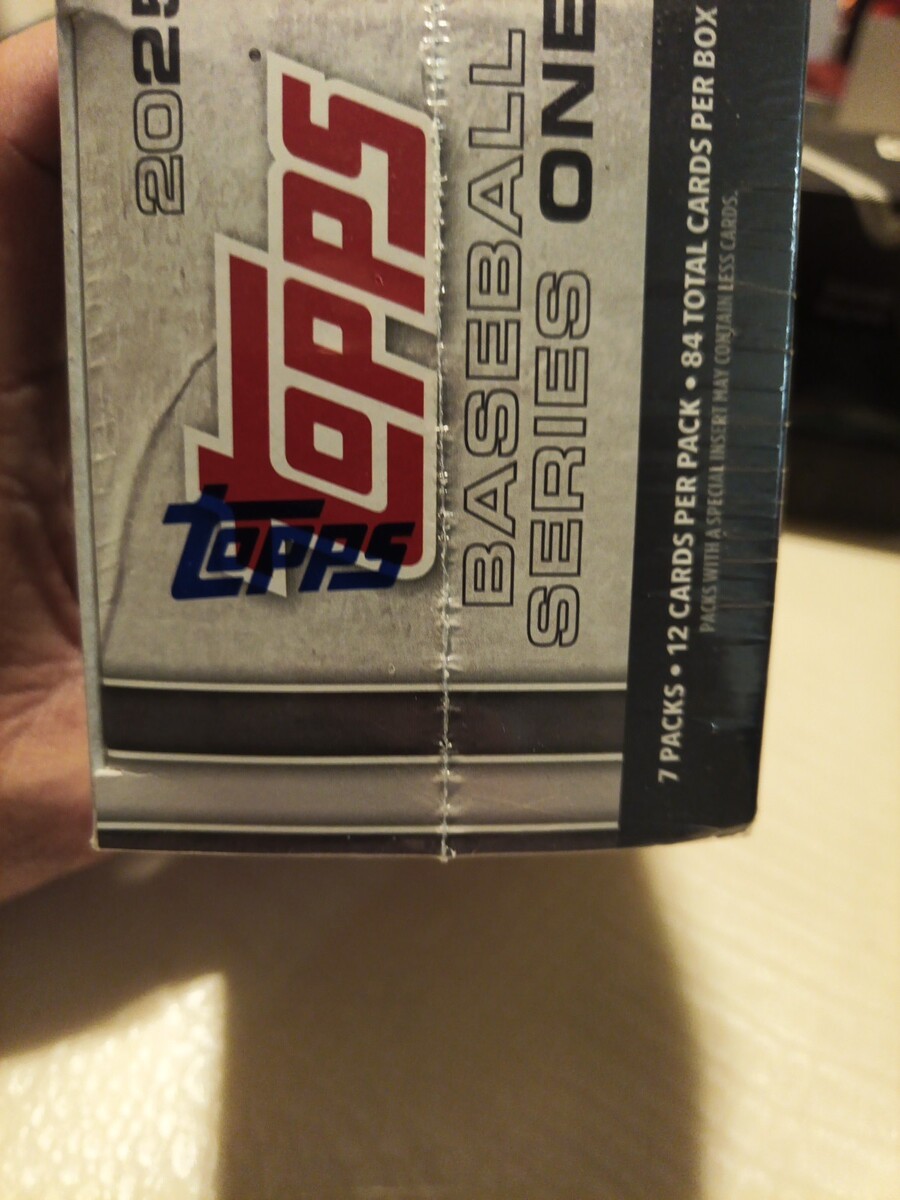 2025
Topps
Topps
BASEBALL
SERIES ONE
7 PACKS • 12 CARDS PER PACK • 84 TOTAL CARDS PER BOX
PACKS WITH A SPECIAL INSERT MAY CONTAIN LESS CARDS.